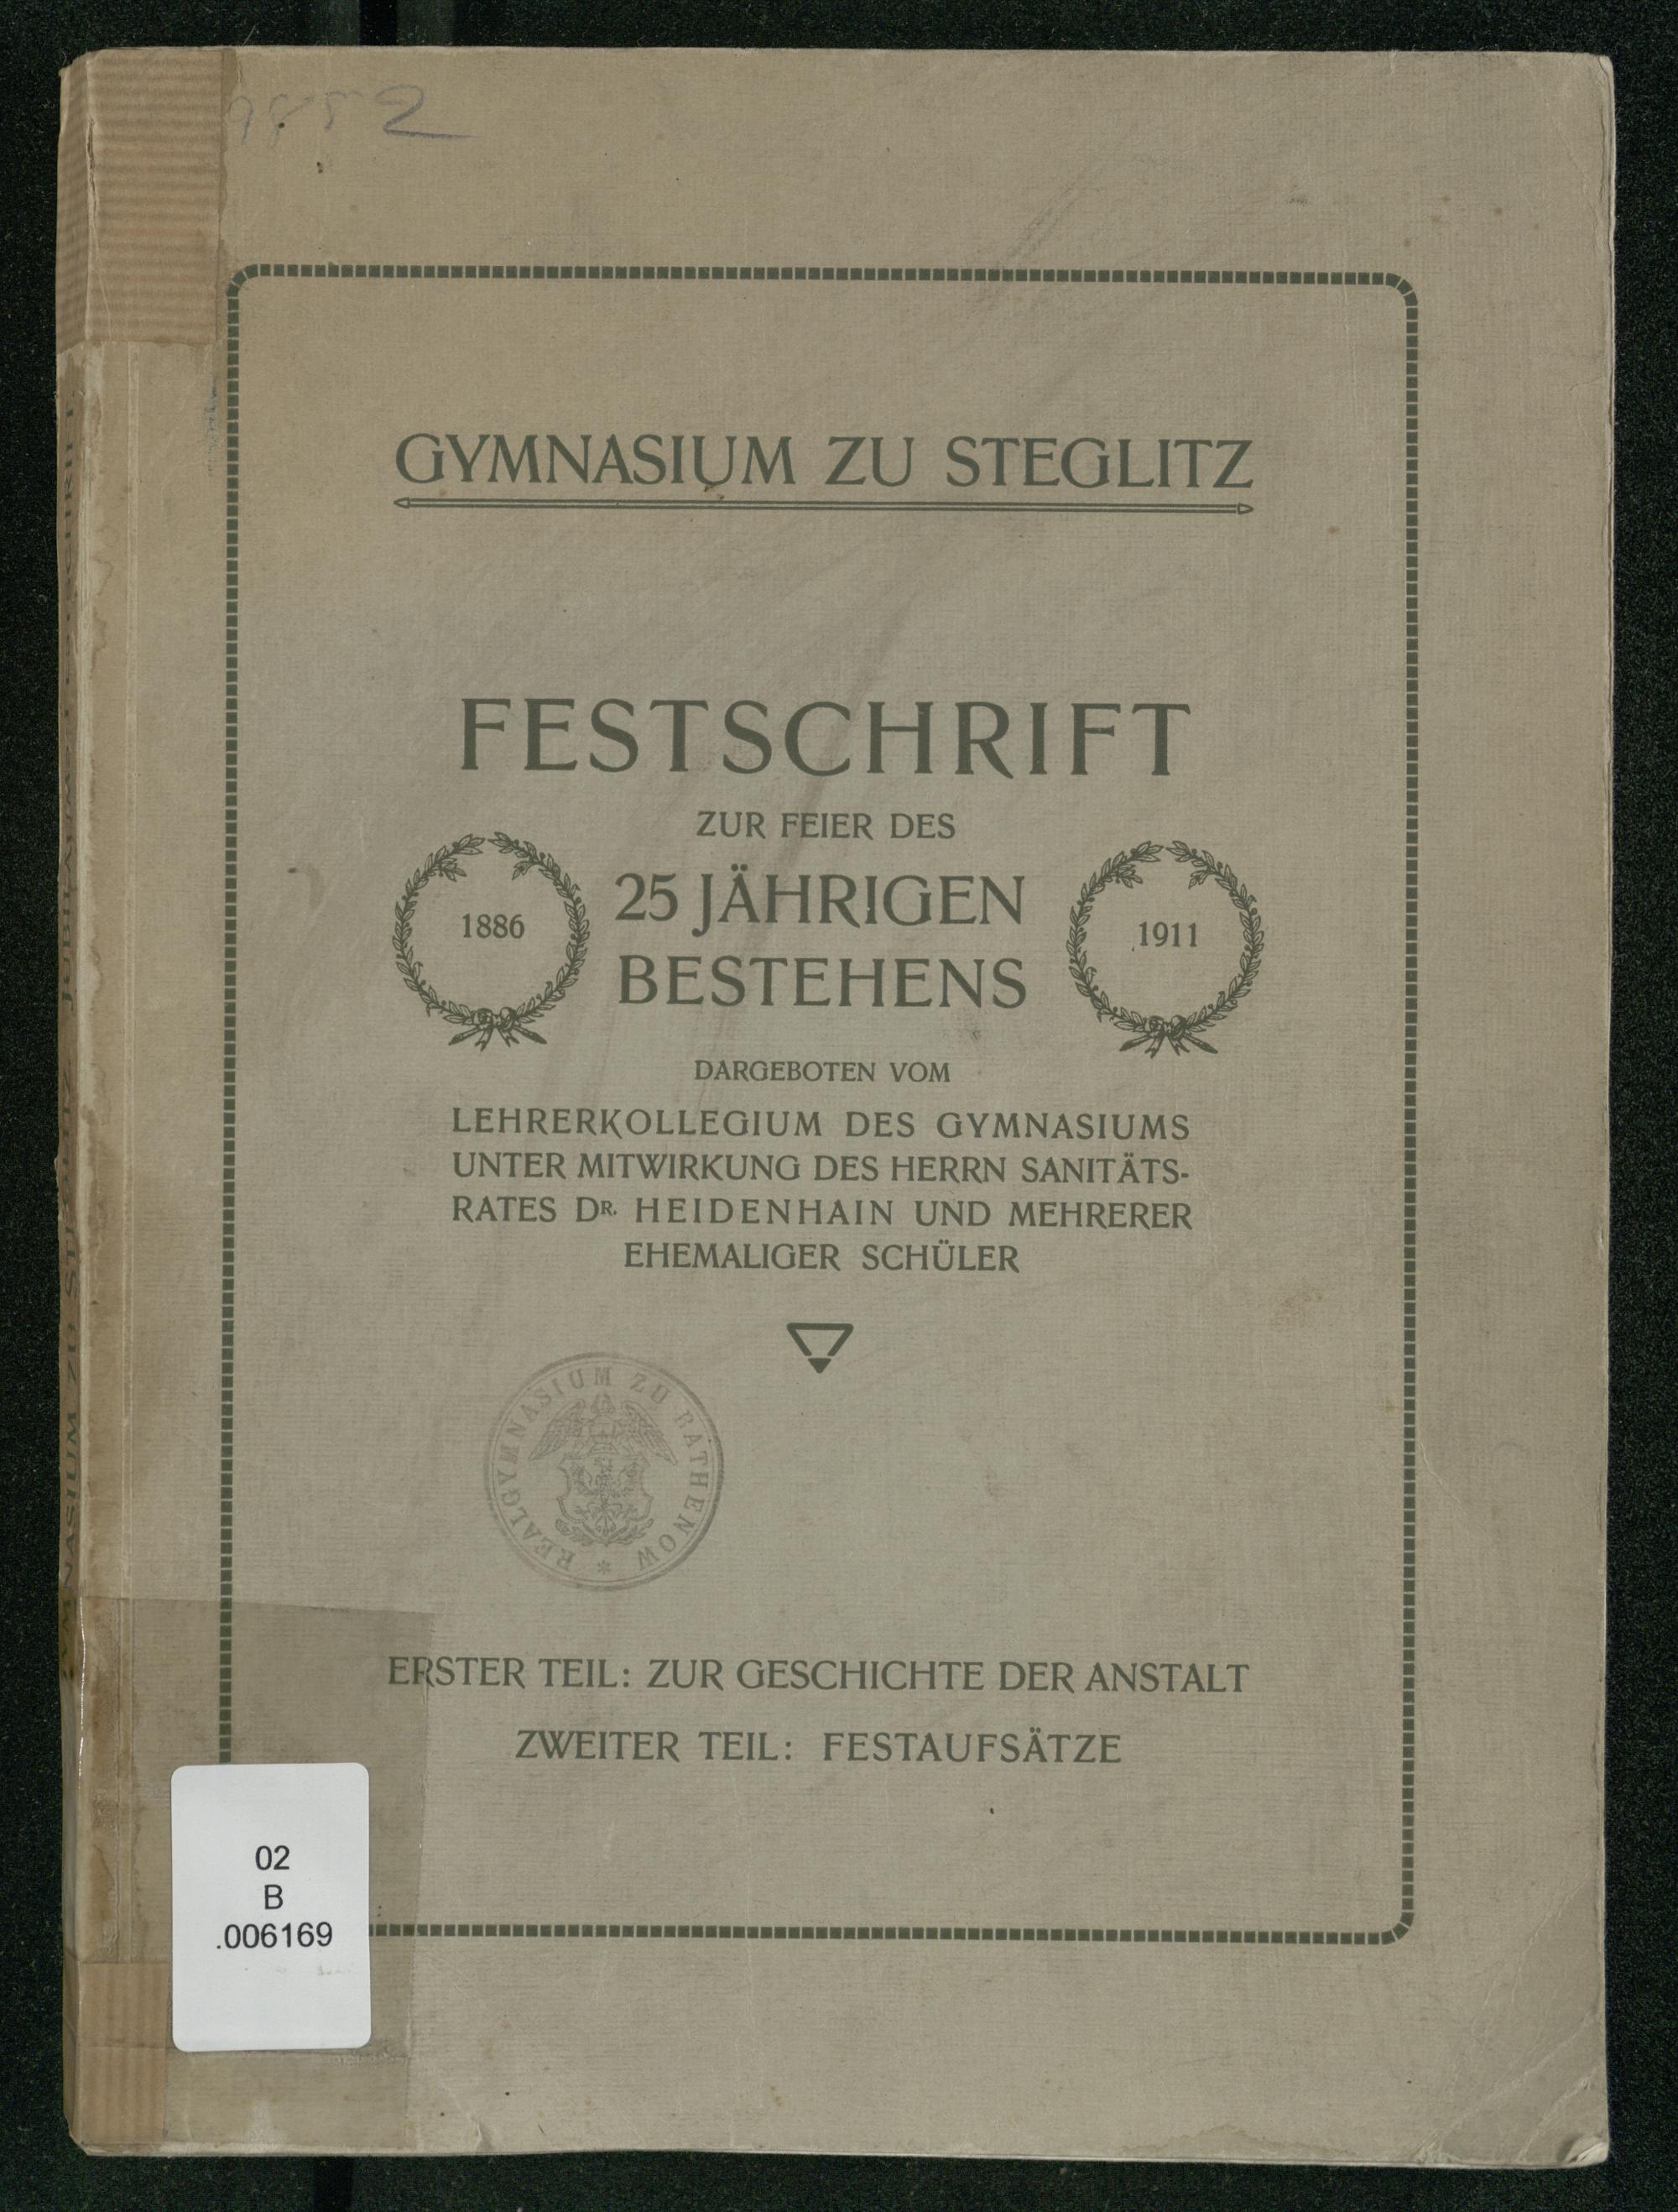 GYMNASIUM ZU STEGLITZ
FESTSCHRIFT
ZUR FEIER DES
25 JÄHRIGEN
BESTEHENS
1886
1911
DARGEBOTEN VOM
LEHRERKOLLEGIUM DES GYMNASIUMS
UNTER MITWIRKUNG DES HERRN SANITÄTS-
RATES DR. HEIDENHAIN UND MEHRERER
EHEMALIGER SCHÜLER
REALGYMNASIUM ZU RATHENOW *
ERSTER TEIL: ZUR GESCHICHTE DER ANSTALT
ZWEITER TEIL: FESTAUFSÄTZE
02
B
.006169